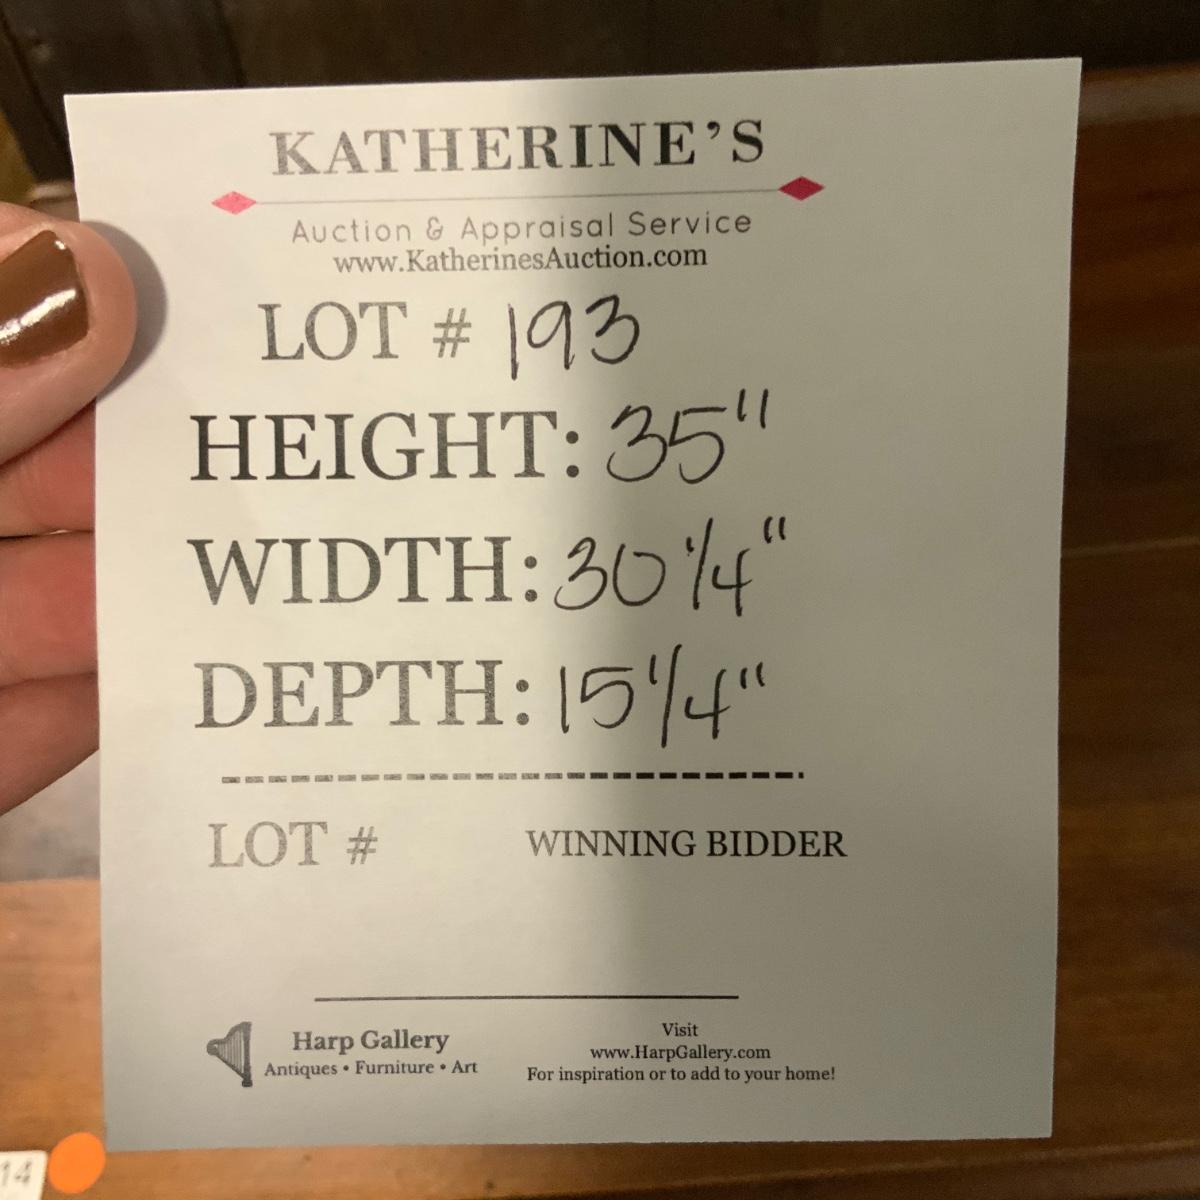 KATHERINE'S
Auction & Appraisal Service
www.KatherinesAuction.com
LOT # 193
HEIGHT: 35"
WIDTH: 30 1/4"
DEPTH: 15 1/4"
LOT # WINNING BIDDER
Harp Gallery
Antiques • Furniture • Art
Visit
www.HarpGallery.com
For inspiration or to add to your home!
14